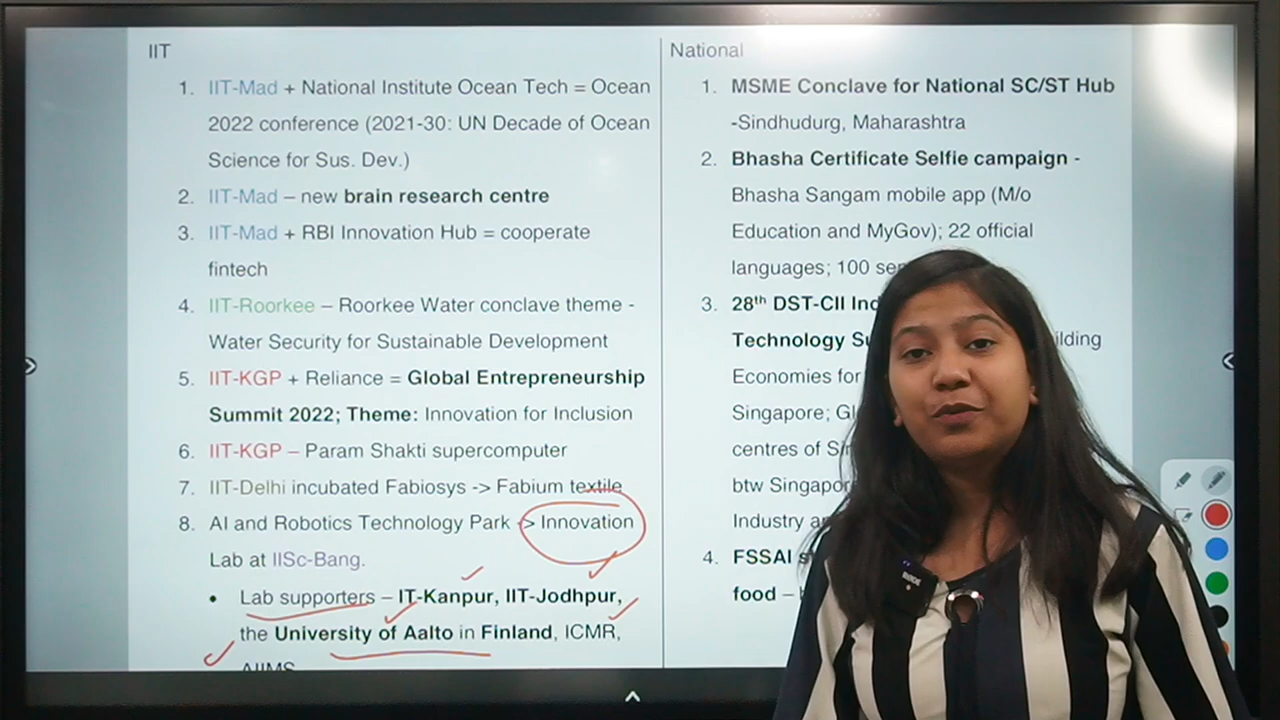 IIT
1. IIT-Mad + National Institute Ocean Tech = Ocean
2022 conference (2021-30: UN Decade of Ocean
Science for Sus. Dev.)
2. IIT-Mad – new brain research centre
3. IIT-Mad + RBI Innovation Hub = cooperate
fintech
4. IIT-Roorkee – Roorkee Water conclave theme -
Water Security for Sustainable Development
5. IIT-KGP + Reliance = Global Entrepreneurship
Summit 2022; Theme: Innovation for Inclusion
6. IIT-KGP – Param Shakti supercomputer
7. IIT-Delhi incubated Fabiosys -> Fabium textile
8. AI and Robotics Technology Park -> Innovation
Lab at IISc-Bang.
• Lab supporters – IT-Kanpur, IIT-Jodhpur,
the University of Aalto in Finland, ICMR,
AIIMS
National
1. MSME Conclave for National SC/ST Hub
-Sindhudurg, Maharashtra
2. Bhasha Certificate Selfie campaign -
Bhasha Sangam mobile app (M/o
Education and MyGov); 22 official
languages; 100
3. 28th DST-CII
Technology
Economies for
Singapore;
centres of
btw
Industry
4. FSSAI
food –